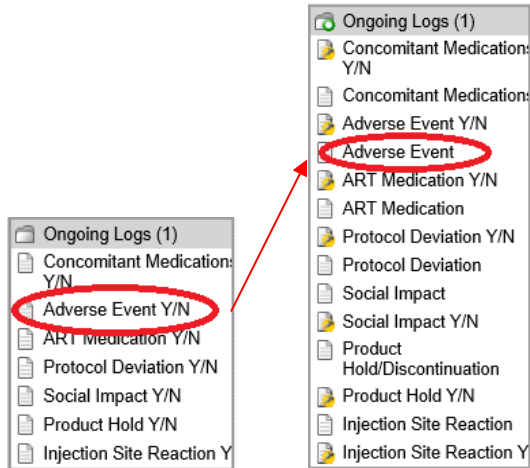 Ongoing Logs (1)
Concomitant Medications
Y/N
Adverse Event Y/N
ART Medication Y/N
Protocol Deviation Y/N
Social Impact Y/N
Product Hold Y/N
Injection Site Reaction Y
Ongoing Logs (1)
Concomitant Medications
Y/N
Concomitant Medications
Adverse Event Y/N
Adverse Event
ART Medication Y/N
ART Medication
Protocol Deviation Y/N
Protocol Deviation
Social Impact
Social Impact Y/N
Product
Hold/Discontinuation
Product Hold Y/N
Injection Site Reaction
Injection Site Reaction Y